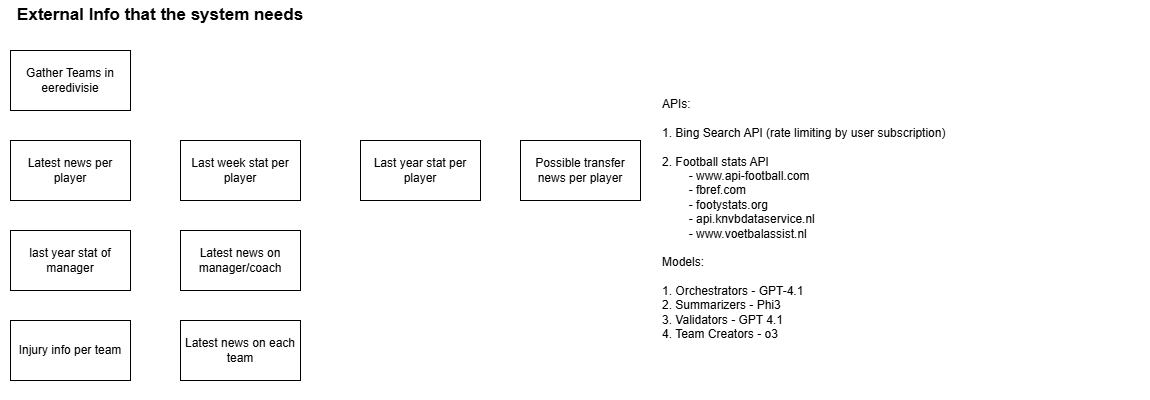 External Info that the system needs
Gather Teams in
eeredivisie
Latest news per
player
Last week stat per
player
Last year stat per
player
Possible transfer
news per player
last year stat of
manager
Latest news on
manager/coach
Injury info per team
Latest news on each
team
APIs:
1. Bing Search API (rate limiting by user subscription)
2. Football stats API
- www.api-football.com
- fbref.com
- footystats.org
- api.knvbdataservice.nl
- www.voetbalassist.nl
Models:
1. Orchestrators - GPT-4.1
2. Summarizers - Phi3
3. Validators - GPT 4.1
4. Team Creators - o3